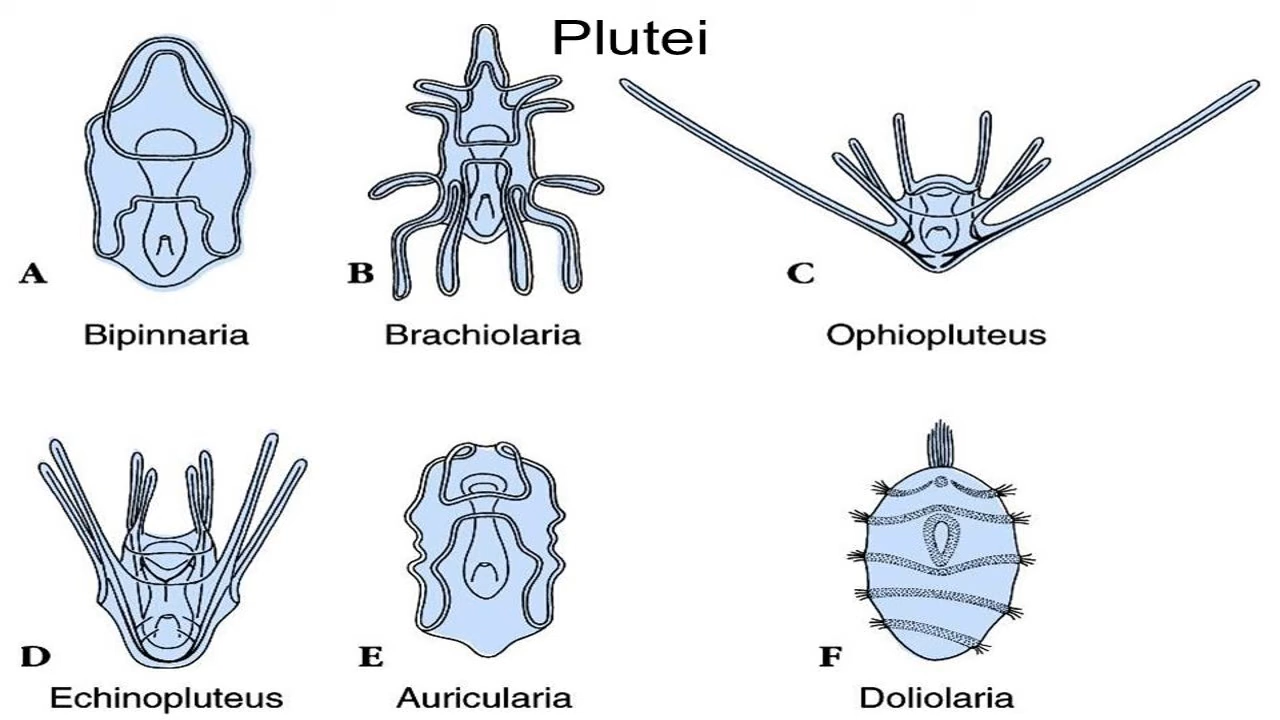 Plutei
A
Bipinnaria
B
Brachiolaria
C
Ophiopluteus
D
Echinopluteus
E
Auricularia
F
Doliolaria